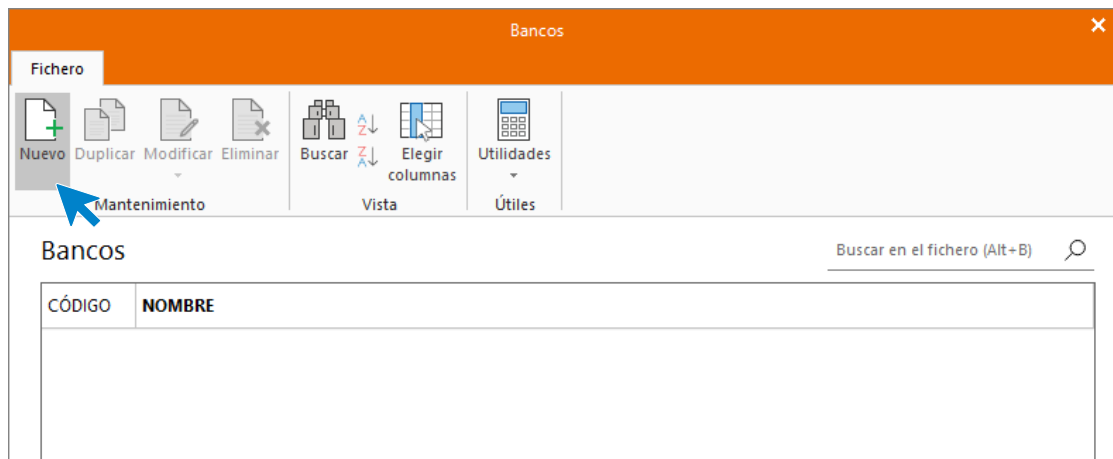 Bancos
Fichero
Nuevo Duplicar Modificar Eliminar Buscar Elegir columnas Utilidades
Mantenimiento Vista Útiles
Bancos Buscar en el fichero (Alt+B)
CÓDIGO NOMBRE